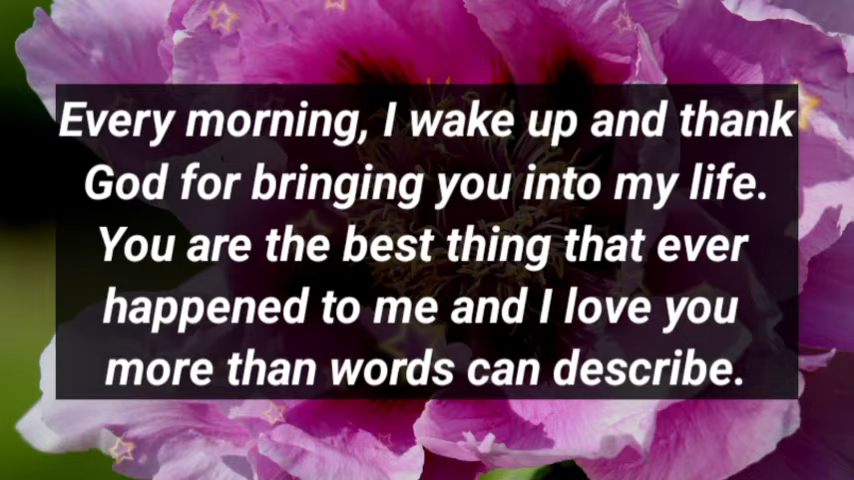 Every morning, I wake up and thank
God for bringing you into my life.
You are the best thing that ever
happened to me and I love you
more than words can describe.